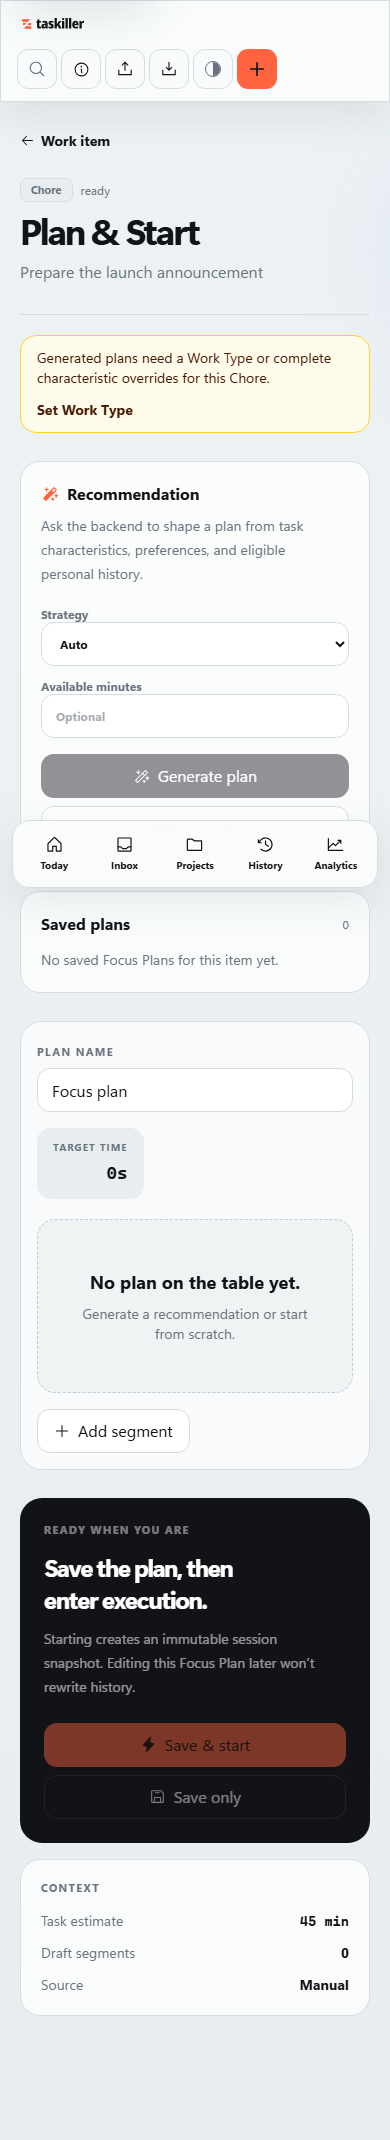 taskiller
Work item
Chore
ready
Plan & Start
Prepare the launch announcement
Generated plans need a Work Type or complete
characteristic overrides for this Chore.
Set Work Type
Recommendation
Ask the backend to shape a plan from task
characteristics, preferences, and eligible
personal history.
Strategy
Auto
Available minutes
Optional
Generate plan
Today
Inbox
Projects
History
Analytics
Saved plans
0
No saved Focus Plans for this item yet.
PLAN NAME
Focus plan
TARGET TIME
0s
No plan on the table yet.
Generate a recommendation or start
from scratch.
Add segment
READY WHEN YOU ARE
Save the plan, then
enter execution.
Starting creates an immutable session
snapshot. Editing this Focus Plan later won’t
rewrite history.
Save & start
Save only
CONTEXT
Task estimate
45 min
Draft segments
0
Source
Manual